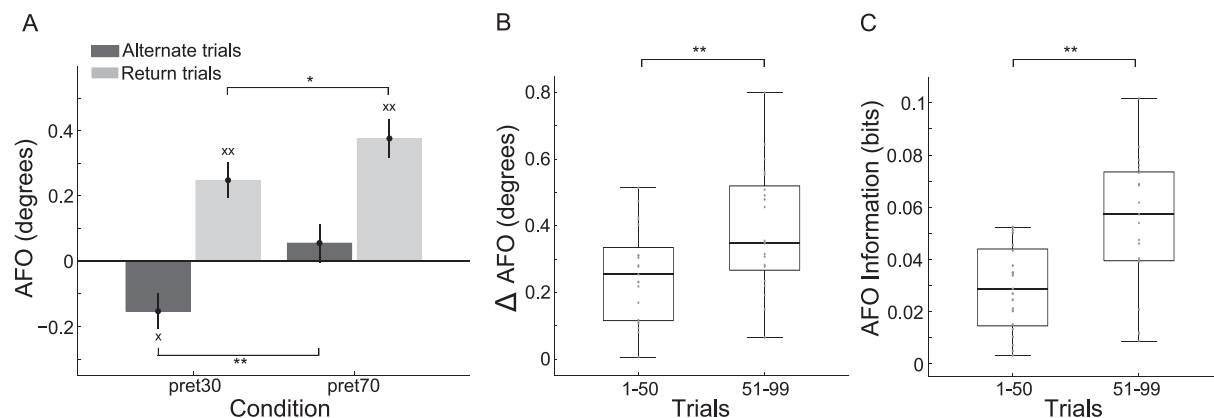 A
Alternate trials
Return trials
AFO (degrees)
0.4
0.2
0
−0.2
*
xx
xx
x
**
pret30
pret70
Condition
B
**
Δ AFO (degrees)
0.8
0.6
0.4
0.2
0
1-50
51-99
Trials
C
**
AFO Information (bits)
0.1
0.08
0.06
0.04
0.02
0
1-50
51-99
Trials